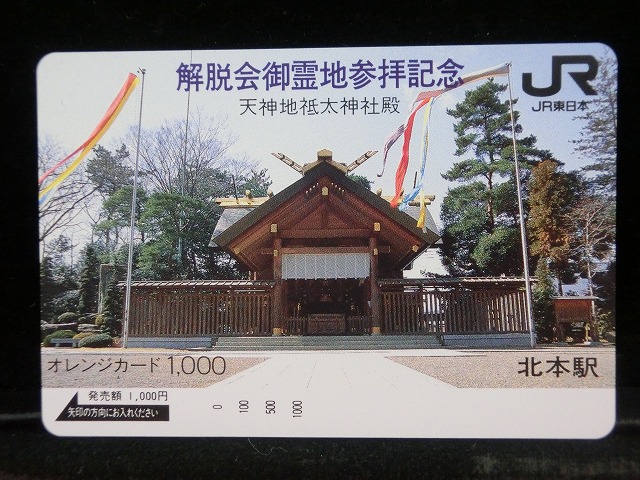 解脱会御霊地参拝記念
天神地祇太神社殿
JR
JR東日本
オレンジカード 1,000
北本駅
発売額 1,000円
矢印の方向にお入れください
0 100 500 1000